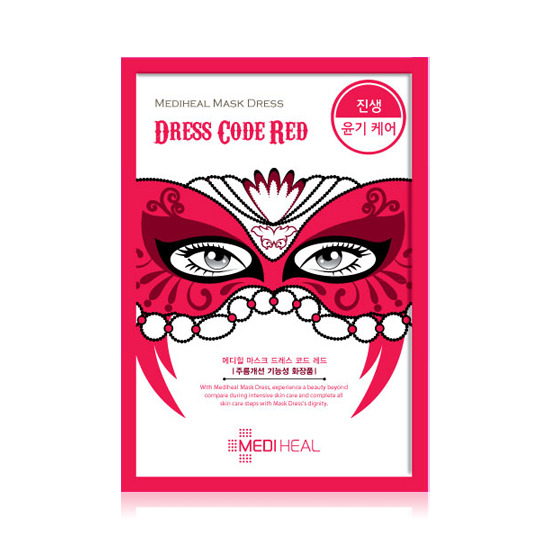 MEDIHEAL MASK DRESS
DRESS CODE RED
진생
윤기 케어
메디힐 마스크 드레스 코드 레드
주름개선 기능성 화장품
With Mediheal Mask Dress, experience a beauty beyond
compare during intensive skin care and complete all
skin care steps with Mask Dress's dignity.
MEDIHEAL